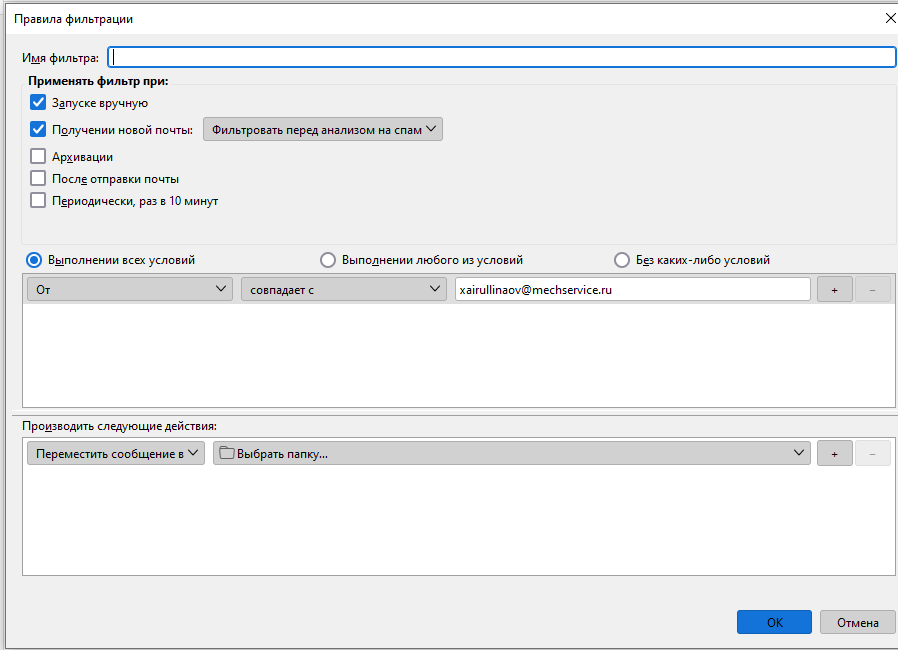 Правила фильтрации
Имя фильтра:
Применять фильтр при:
Запуске вручную
Получении новой почты: Фильтровать перед анализом на спам
Архивации
После отправки почты
Периодически, раз в 10 минут
Выполнении всех условий Выполнении любого из условий Без каких-либо условий
От совпадает с xairullinaov@mechservice.ru + −
Производить следующие действия:
Переместить сообщение в Выбрать папку... + −
ОК Отмена